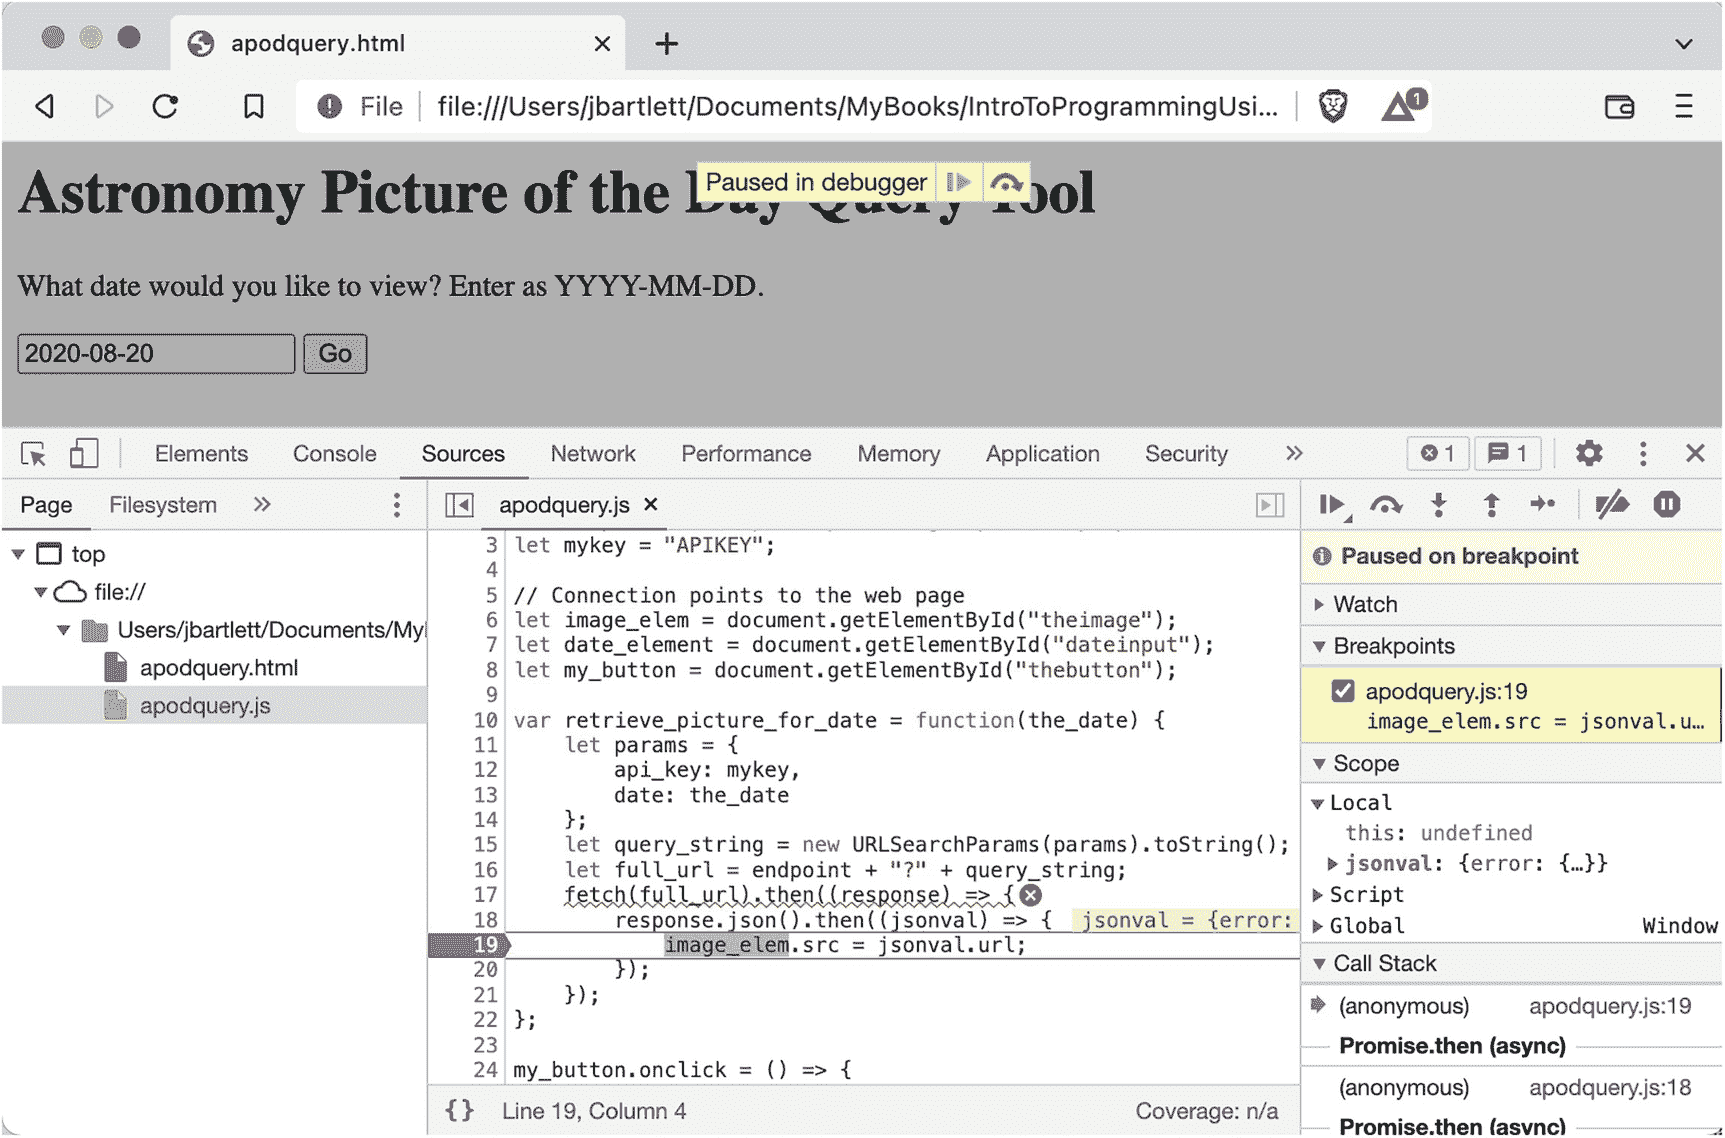 apodquery.html
File
file:///Users/jbartlett/Documents/MyBooks/IntroToProgrammingUsi...
1
Astronomy Picture of the Day Query Tool
Paused in debugger
What date would you like to view? Enter as YYYY-MM-DD.
2020-08-20
Go
Elements Console Sources Network Performance Memory Application Security » 1 1
Page Filesystem »
top
file://
Users/jbartlett/Documents/My
apodquery.html
apodquery.js
apodquery.js
3 let mykey = "APIKEY";
4
5 // Connection points to the web page
6 let image_elem = document.getElementById("theimage");
7 let date_element = document.getElementById("dateinput");
8 let my_button = document.getElementById("thebutton");
9
10 var retrieve_picture_for_date = function(the_date) {
11 let params = {
12 api_key: mykey,
13 date: the_date
14 };
15 let query_string = new URLSearchParams(params).toString();
16 let full_url = endpoint + "?" + query_string;
17 fetch(full_url).then((response) => {
18 response.json().then((jsonval) => { jsonval = {error:
19 image_elem.src = jsonval.url;
20 });
21 });
22 };
23
24 my_button.onclick = () => {
{} Line 19, Column 4 Coverage: n/a
Paused on breakpoint
Watch
Breakpoints
apodquery.js:19
image_elem.src = jsonval.u…
Scope
Local
this: undefined
jsonval: {error: {…}}
Script
Global Window
Call Stack
(anonymous) apodquery.js:19
Promise.then (async)
(anonymous) apodquery.js:18
Promise.then (async)